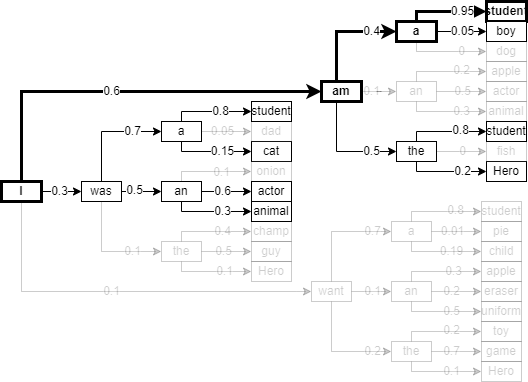 0.95 student
0.4 a 0.05 boy
0 dog
0.2 apple
0.6 am 0.1 an 0.5 actor
0.3 animal
0.8 student 0.8 student
0.7 a 0.05 dad 0.5 the 0 fish
0.15 cat 0.2 Hero
0.1 onion
I 0.3 was 0.5 an 0.6 actor
0.3 animal 0.8 student
0.4 champ 0.7 a 0.01 pie
0.1 the 0.5 guy 0.19 child
0.1 Hero 0.3 apple
0.1 want 0.1 an 0.2 eraser
0.5 uniform
0.2 toy
0.2 the 0.7 game
0.1 Hero